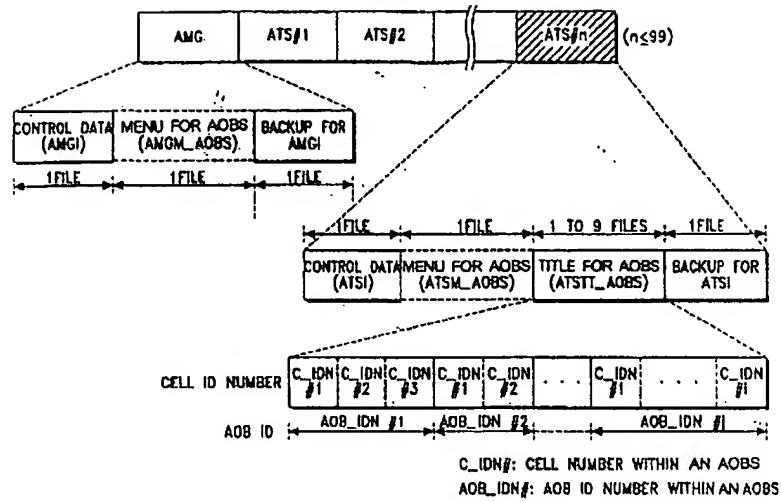 AMG ATS#1 ATS#2 ATS#n (n≤99)
CONTROL DATA (AMGI)
MENU FOR AOBS (AMGM_AOBS).
BACKUP FOR AMGI
1FILE 1FILE 1FILE
1FILE 1FILE 1 TO 9 FILES 1FILE
CONTROL DATA (ATSI)
MENU FOR AOBS (ATSM_AOBS)
TITLE FOR AOBS (ATSTT_AOBS)
BACKUP FOR ATSI
CELL ID NUMBER C_IDN #1 C_IDN #2 C_IDN #3 C_IDN #1 C_IDN #2 · · · C_IDN #1 · · · C_IDN #i
AOB ID AOB_IDN #1 AOB_IDN #2 AOB_IDN #j
C_IDN#: CELL NUMBER WITHIN AN AOBS
AOB_IDN#: AOB ID NUMBER WITHIN AN AOBS